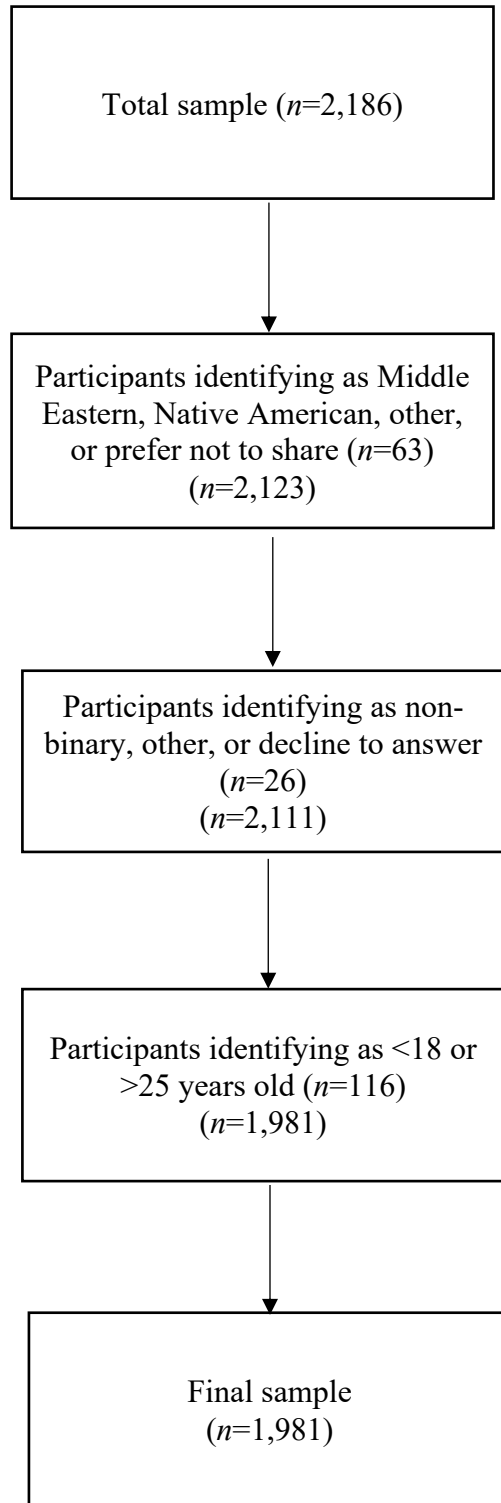 Total sample (n=2,186)
Participants identifying as Middle
Eastern, Native American, other,
or prefer not to share (n=63)
(n=2,123)
Participants identifying as non-
binary, other, or decline to answer
(n=26)
(n=2,111)
Participants identifying as <18 or
>25 years old (n=116)
(n=1,981)
Final sample
(n=1,981)